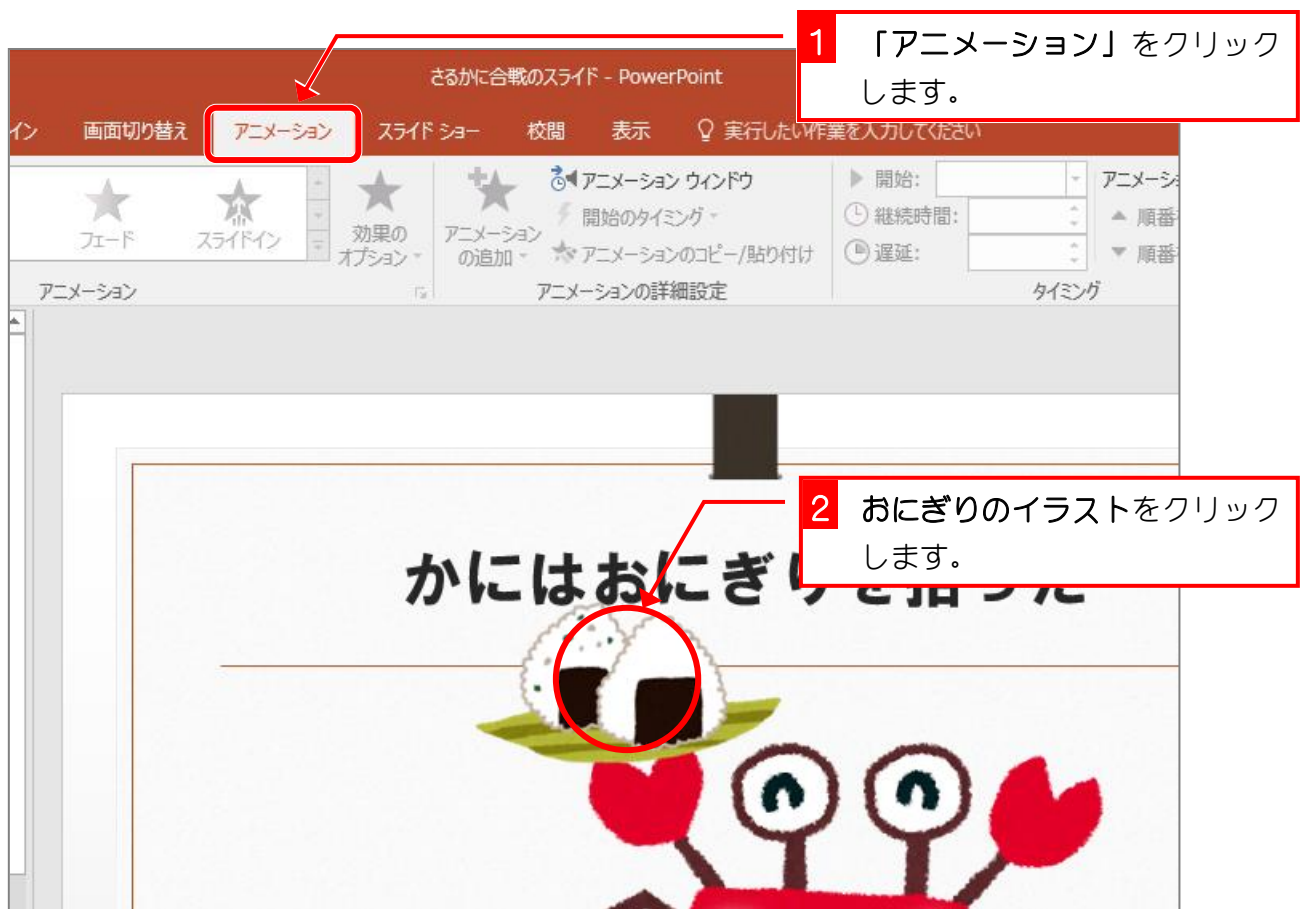 1 「アニメーション」をクリック
します。
さるかに合戦のスライド - PowerPoint
イン 画面切り替え アニメーション スライド ショー 校閲 表示 実行したい作業を入力してください
フェード スライドイン 効果の
オプション アニメーション
の追加 アニメーション ウィンドウ
開始のタイミング
アニメーションのコピー/貼り付け
開始:
継続時間:
遅延:
アニメーシ
順番
順番
アニメーション アニメーションの詳細設定 タイミング
2 おにぎりのイラストをクリック
します。
かにはおにぎりを拾った